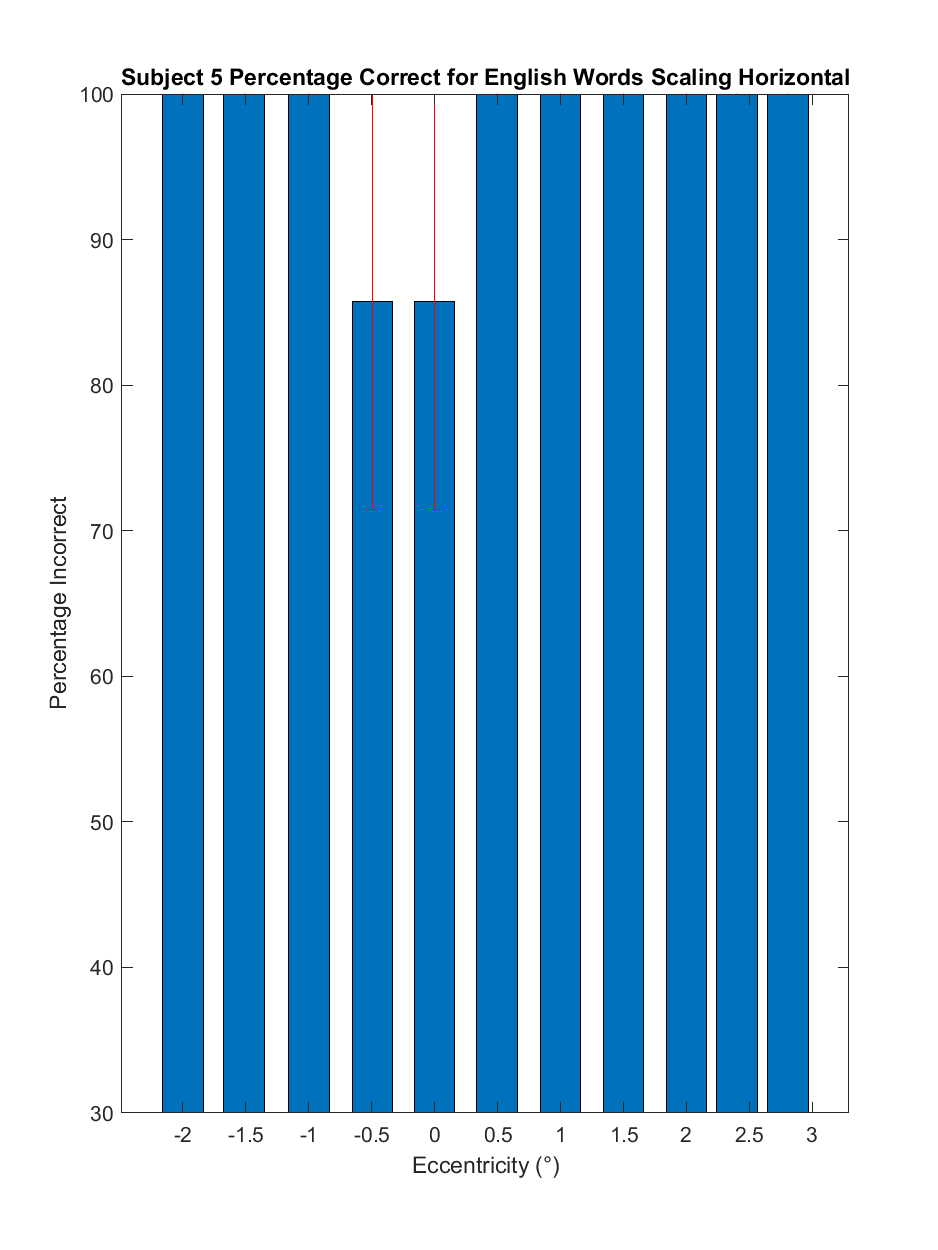 Subject 5 Percentage Correct for English Words Scaling Horizontal
100
90
80
70
60
50
40
30
Percentage Incorrect
-2 -1.5 -1 -0.5 0 0.5 1 1.5 2 2.5 3
Eccentricity (°)